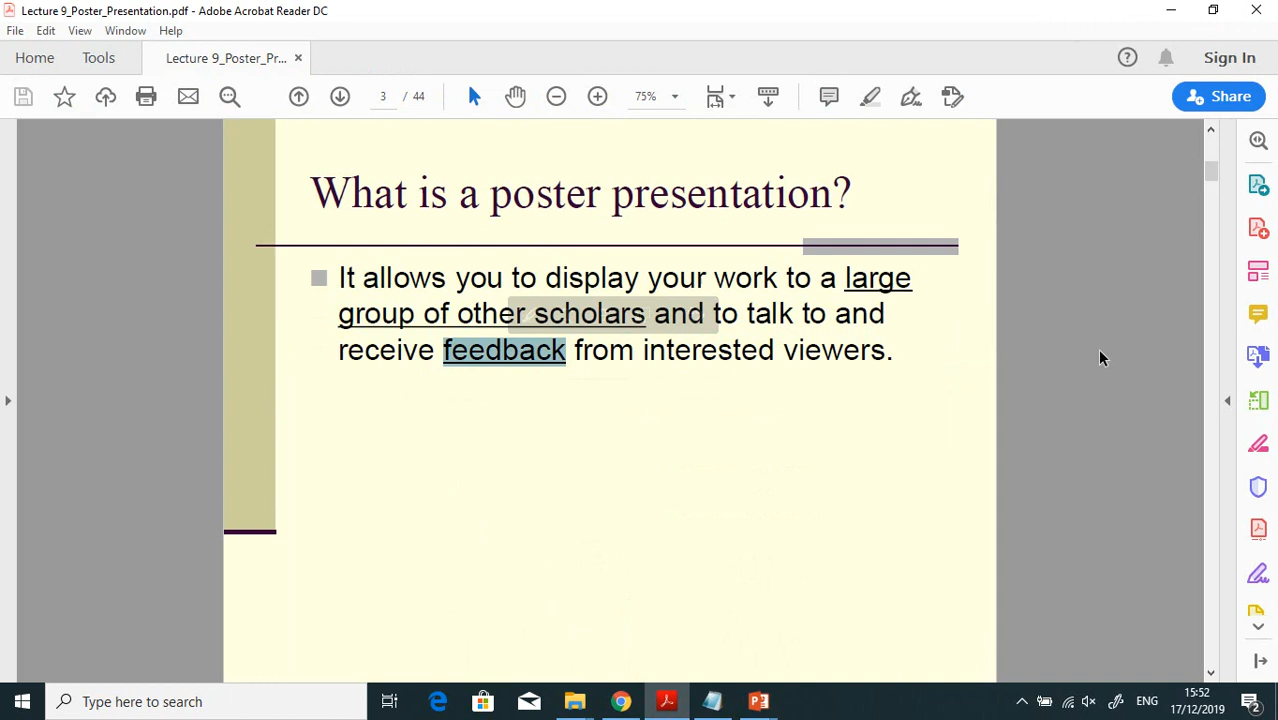 Lecture 9_Poster_Presentation.pdf - Adobe Acrobat Reader DC
File Edit View Window Help
Home Tools Lecture 9_Poster_Pr... Sign In
3 / 44 75% Share
What is a poster presentation?
It allows you to display your work to a large
group of other scholars and to talk to and
receive feedback from interested viewers.
Type here to search
ENG
15:52
17/12/2019
2